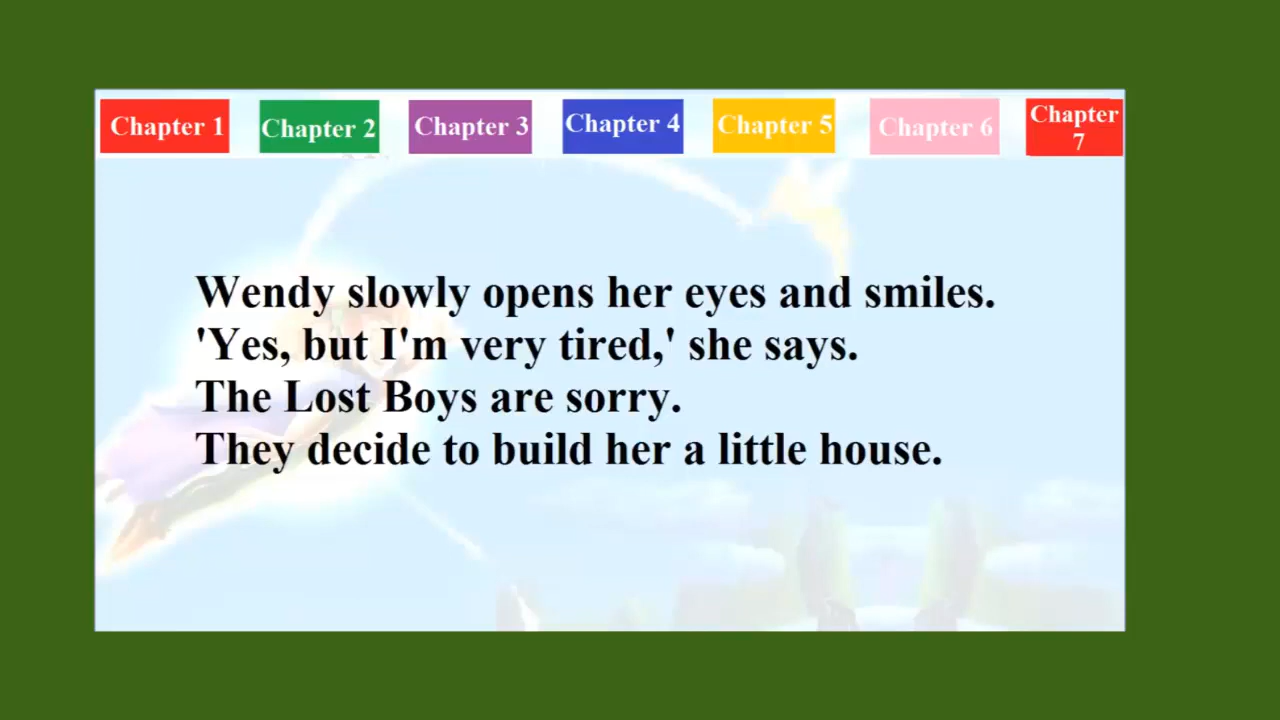 Chapter 1
Chapter 2
Chapter 3
Chapter 4
Chapter 5
Chapter 6
Chapter
7
Wendy slowly opens her eyes and smiles.
'Yes, but I'm very tired,' she says.
The Lost Boys are sorry.
They decide to build her a little house.